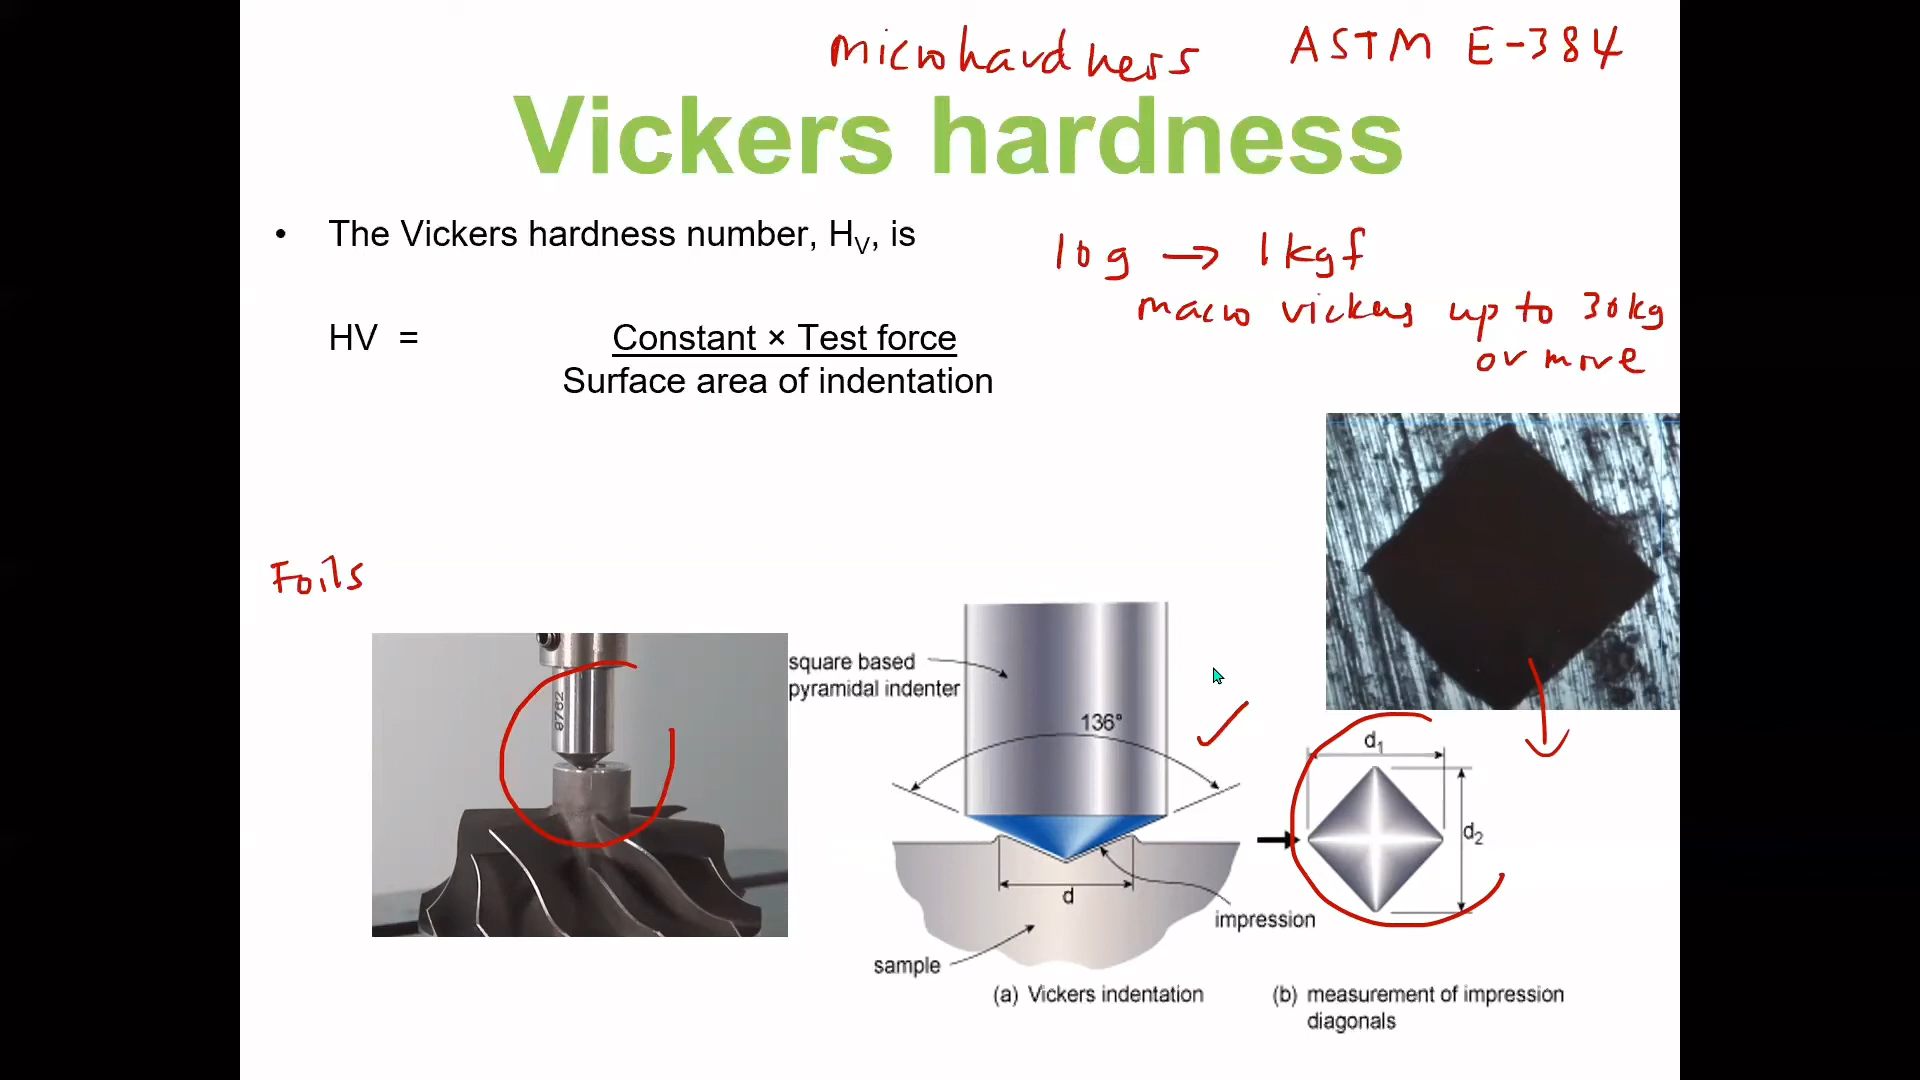 microhardness ASTM E-384
Vickers hardness
• The Vickers hardness number, HV, is
10g → 1kgf
macro vickers up to 30kg
or more
HV = Constant × Test force
Surface area of indentation
Foils
square based
pyramidal indenter
9762
136°
d1
d2
d
impression
sample
(a) Vickers indentation
(b) measurement of impression
diagonals